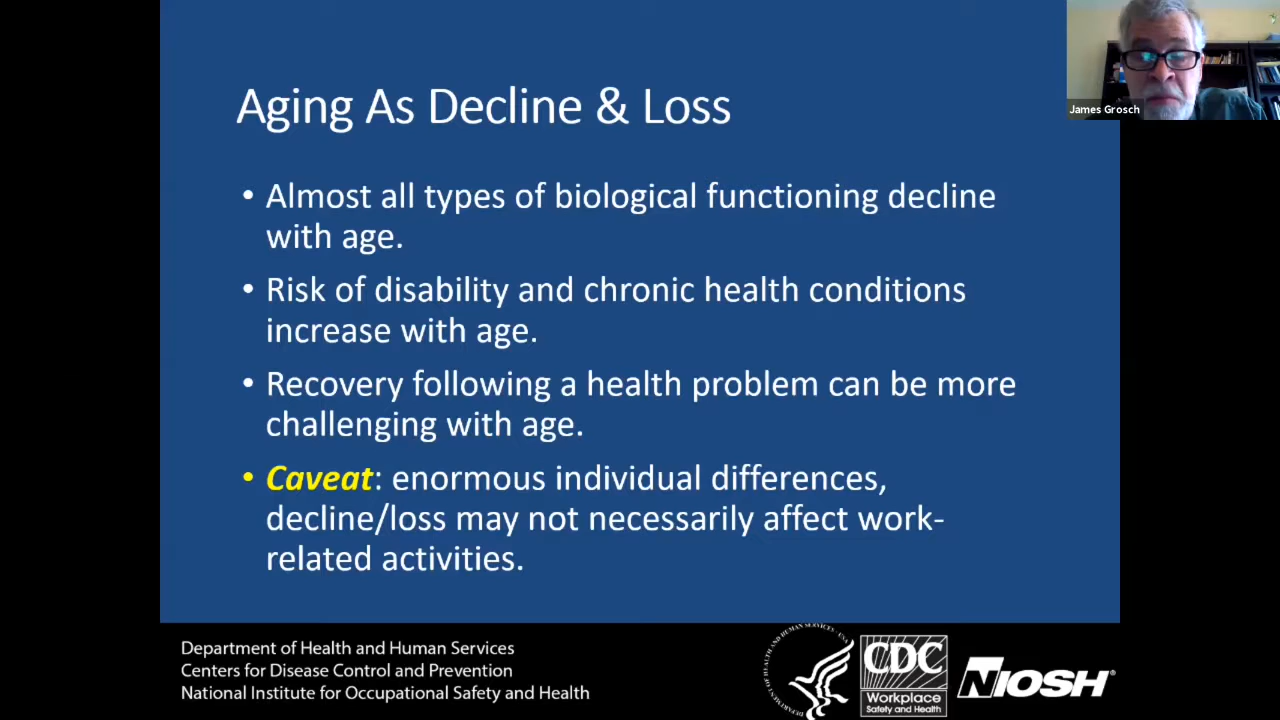 Aging As Decline & Loss
James Grosch
• Almost all types of biological functioning decline
with age.
• Risk of disability and chronic health conditions
increase with age.
• Recovery following a health problem can be more
challenging with age.
• Caveat: enormous individual differences,
decline/loss may not necessarily affect work-
related activities.
Department of Health and Human Services
Centers for Disease Control and Prevention
National Institute for Occupational Safety and Health
CDC
Workplace
Safety and Health
NIOSH®